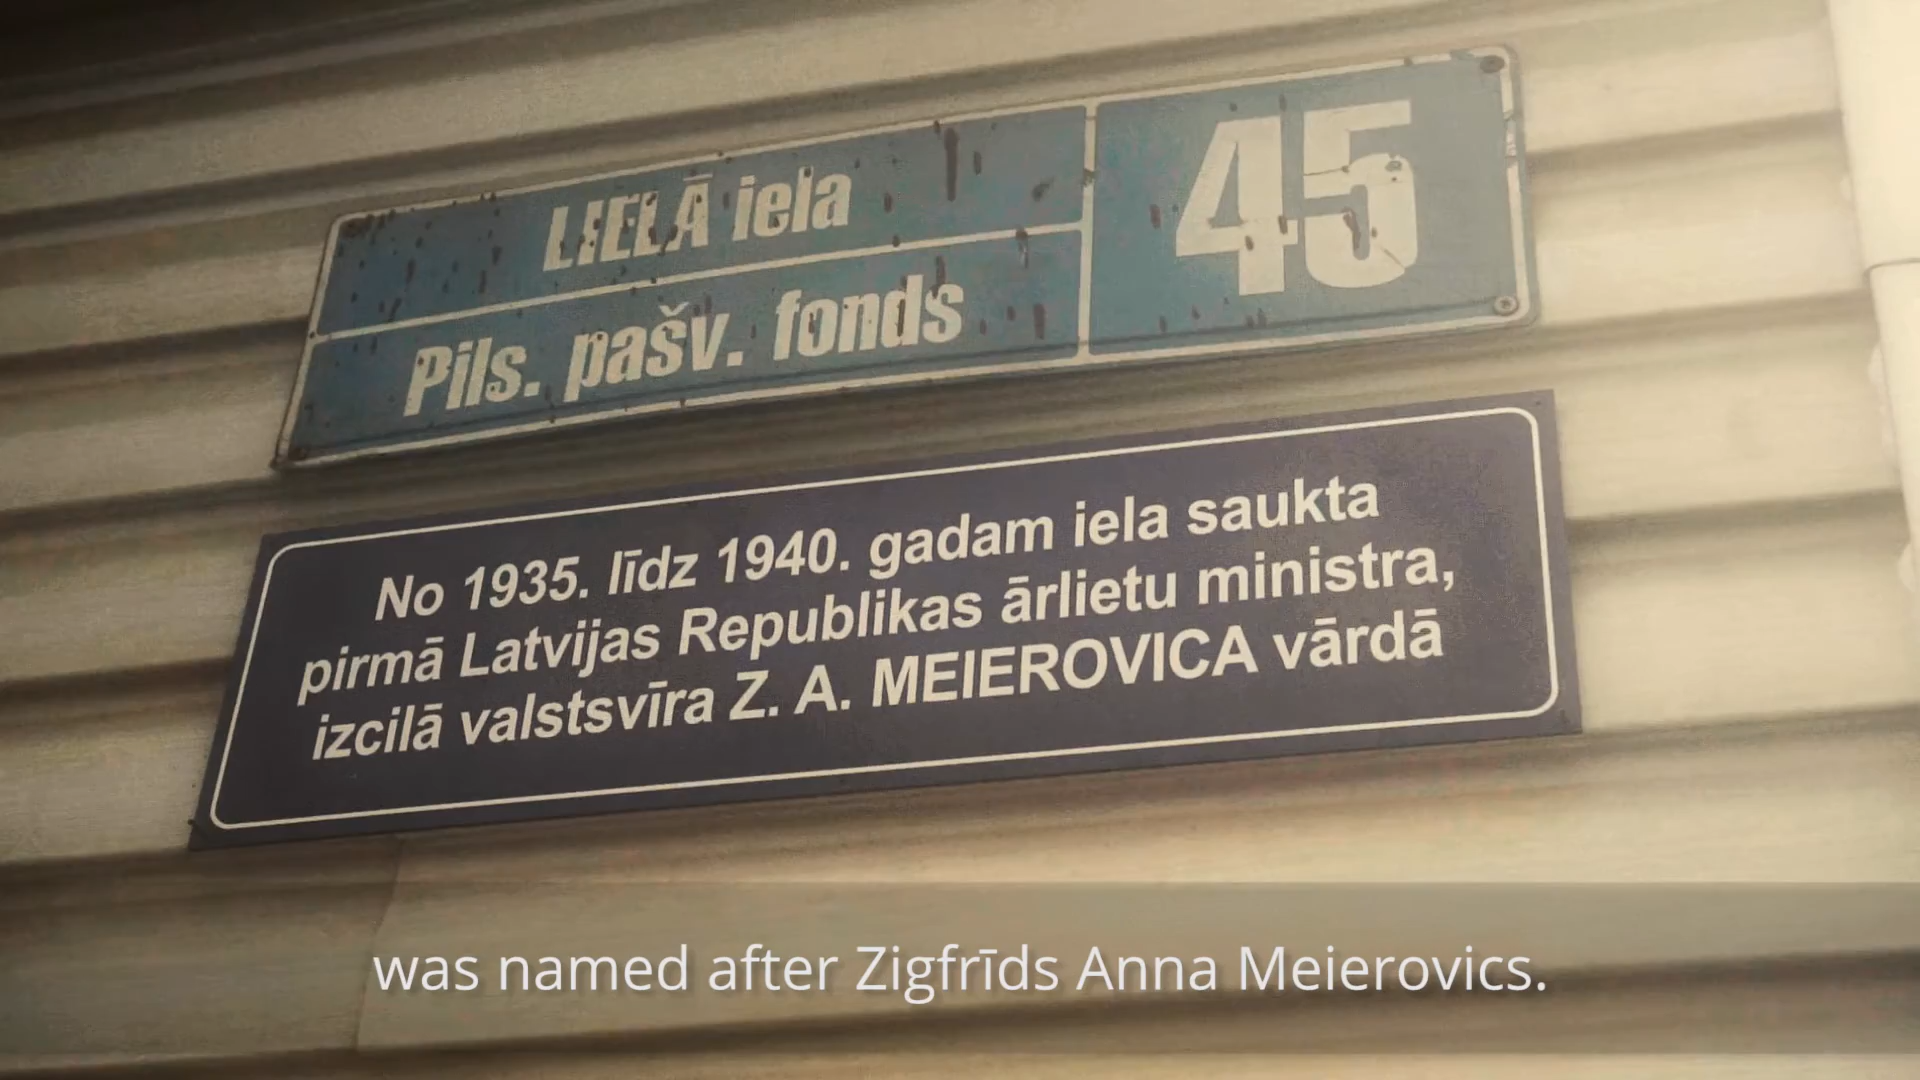 LIELĀ iela
45
Pils. pašv. fonds
No 1935. līdz 1940. gadam iela saukta
pirmā Latvijas Republikas ārlietu ministra,
izcilā valstsvīra Z. A. MEIEROVICA vārdā
was named after Zigfrīds Anna Meierovics.